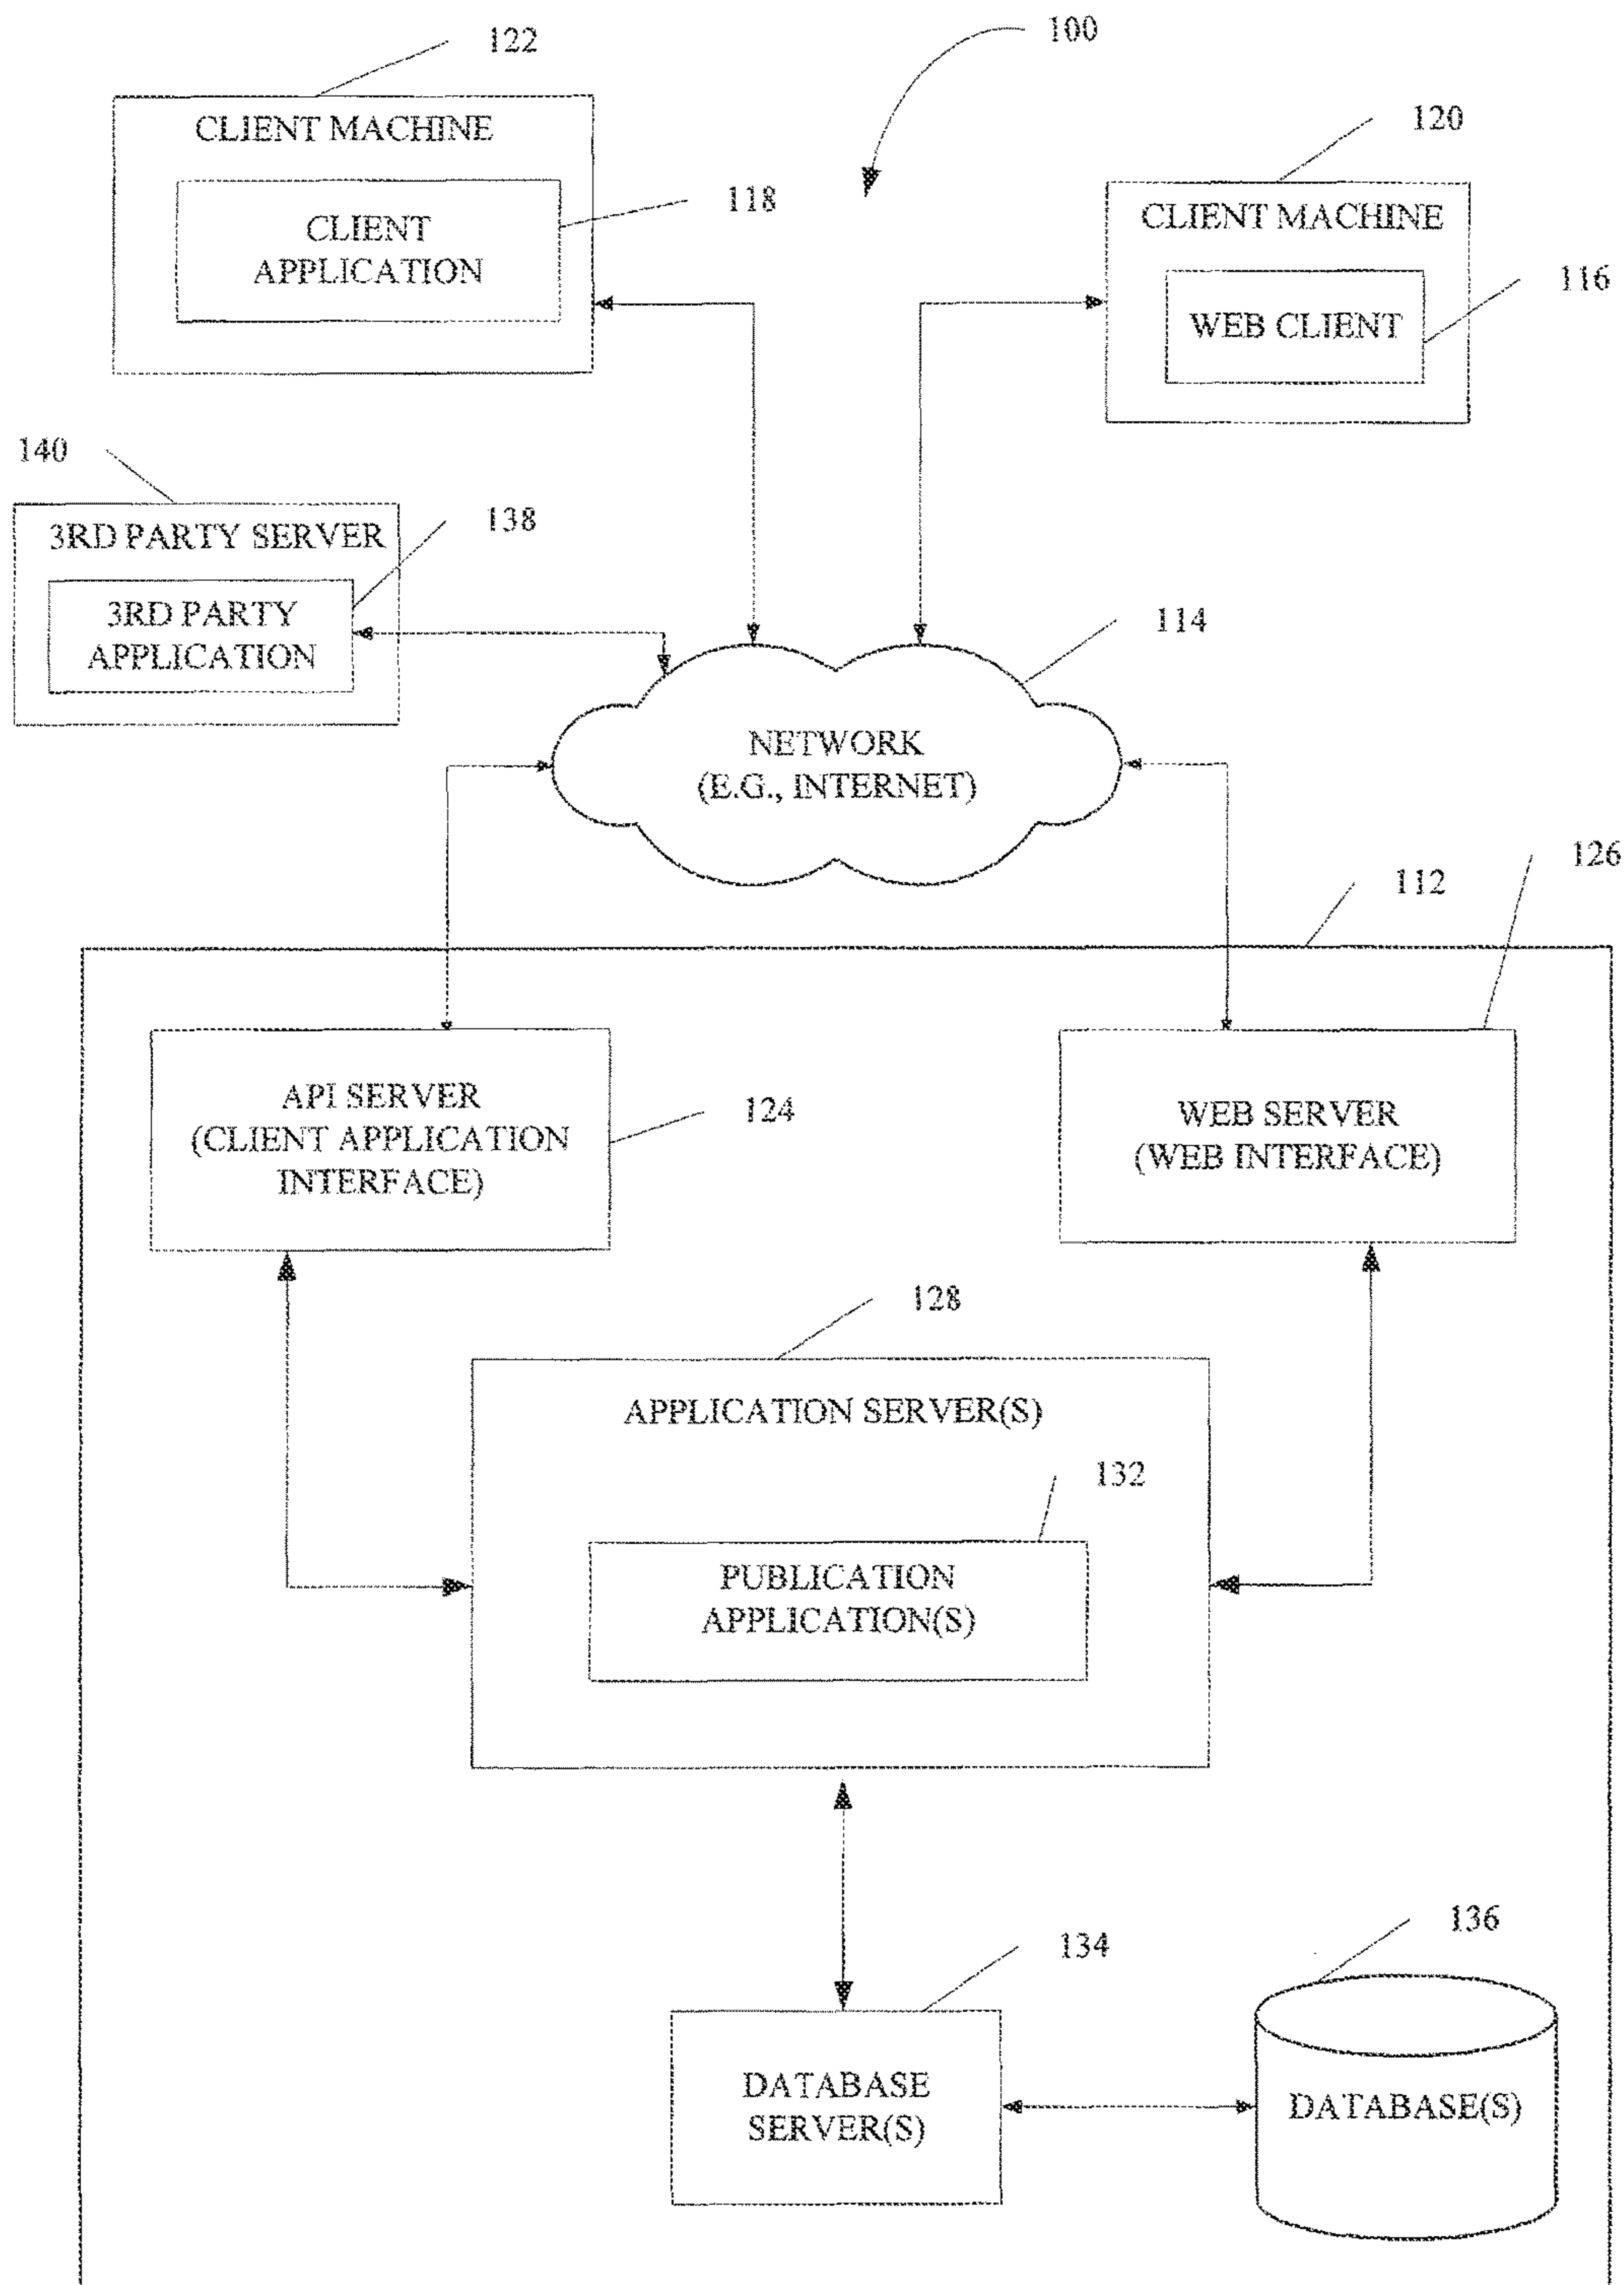 122
100
CLIENT MACHINE
120
118
CLIENT
APPLICATION
CLIENT MACHINE
116
WEB CLIENT
140
138
3RD PARTY SERVER
3RD PARTY
APPLICATION
114
NETWORK
(E.G., INTERNET)
126
112
API SERVER
(CLIENT APPLICATION
INTERFACE)
124
WEB SERVER
(WEB INTERFACE)
128
APPLICATION SERVER(S)
132
PUBLICATION
APPLICATION(S)
134
136
DATABASE
SERVER(S)
DATABASE(S)